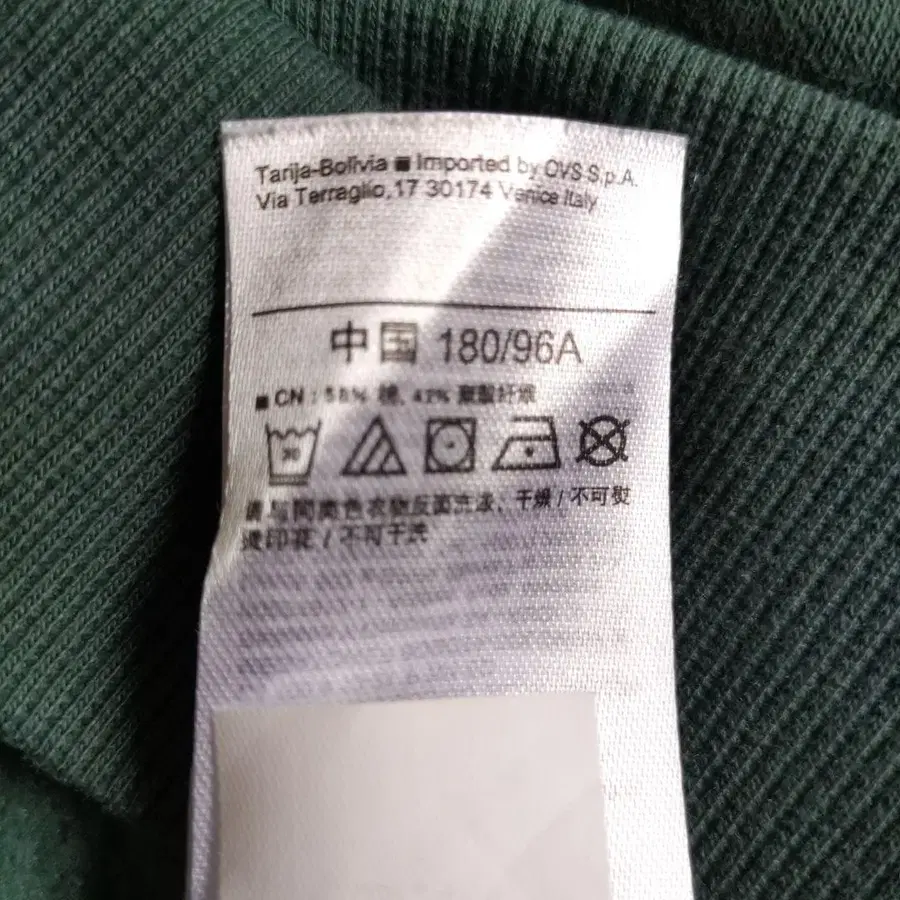 Tarija-Bolivia ■ Imported by OVS S.p.A.
Via Terraglio,17 30174 Venice Italy
中国 180/96A
■ CN : 58% 棉, 42% 聚酯纤维
30
请与同类色衣物反面洗涤、干燥 / 不可熨
烫印花 / 不可干洗